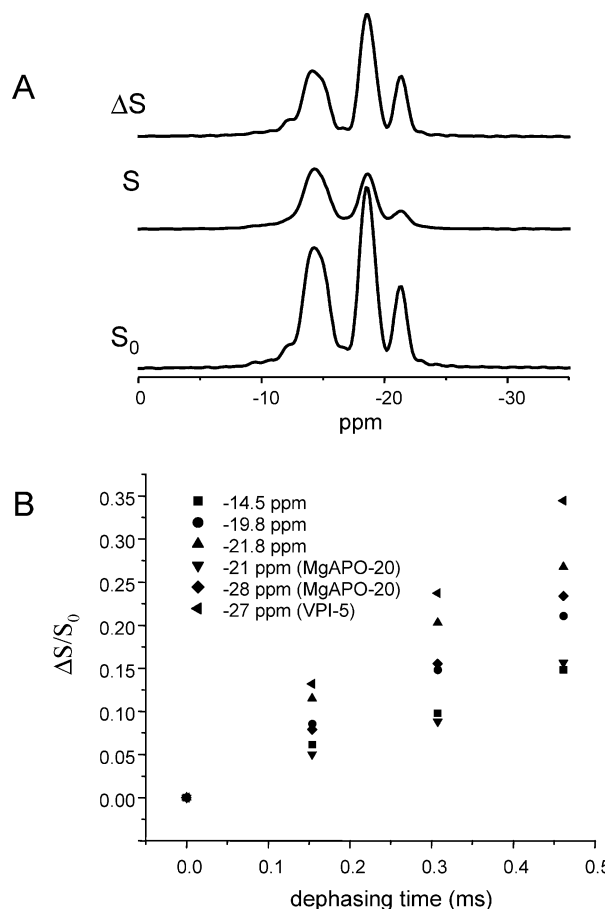 A
ΔS
S
S₀
0
-10
-20
-30
ppm
B
-14.5 ppm
-19.8 ppm
-21.8 ppm
-21 ppm (MgAPO-20)
-28 ppm (MgAPO-20)
-27 ppm (VPI-5)
ΔS/S₀
0.35
0.30
0.25
0.20
0.15
0.10
0.05
0.00
0.0
0.1
0.2
0.3
0.4
0.5
dephasing time (ms)